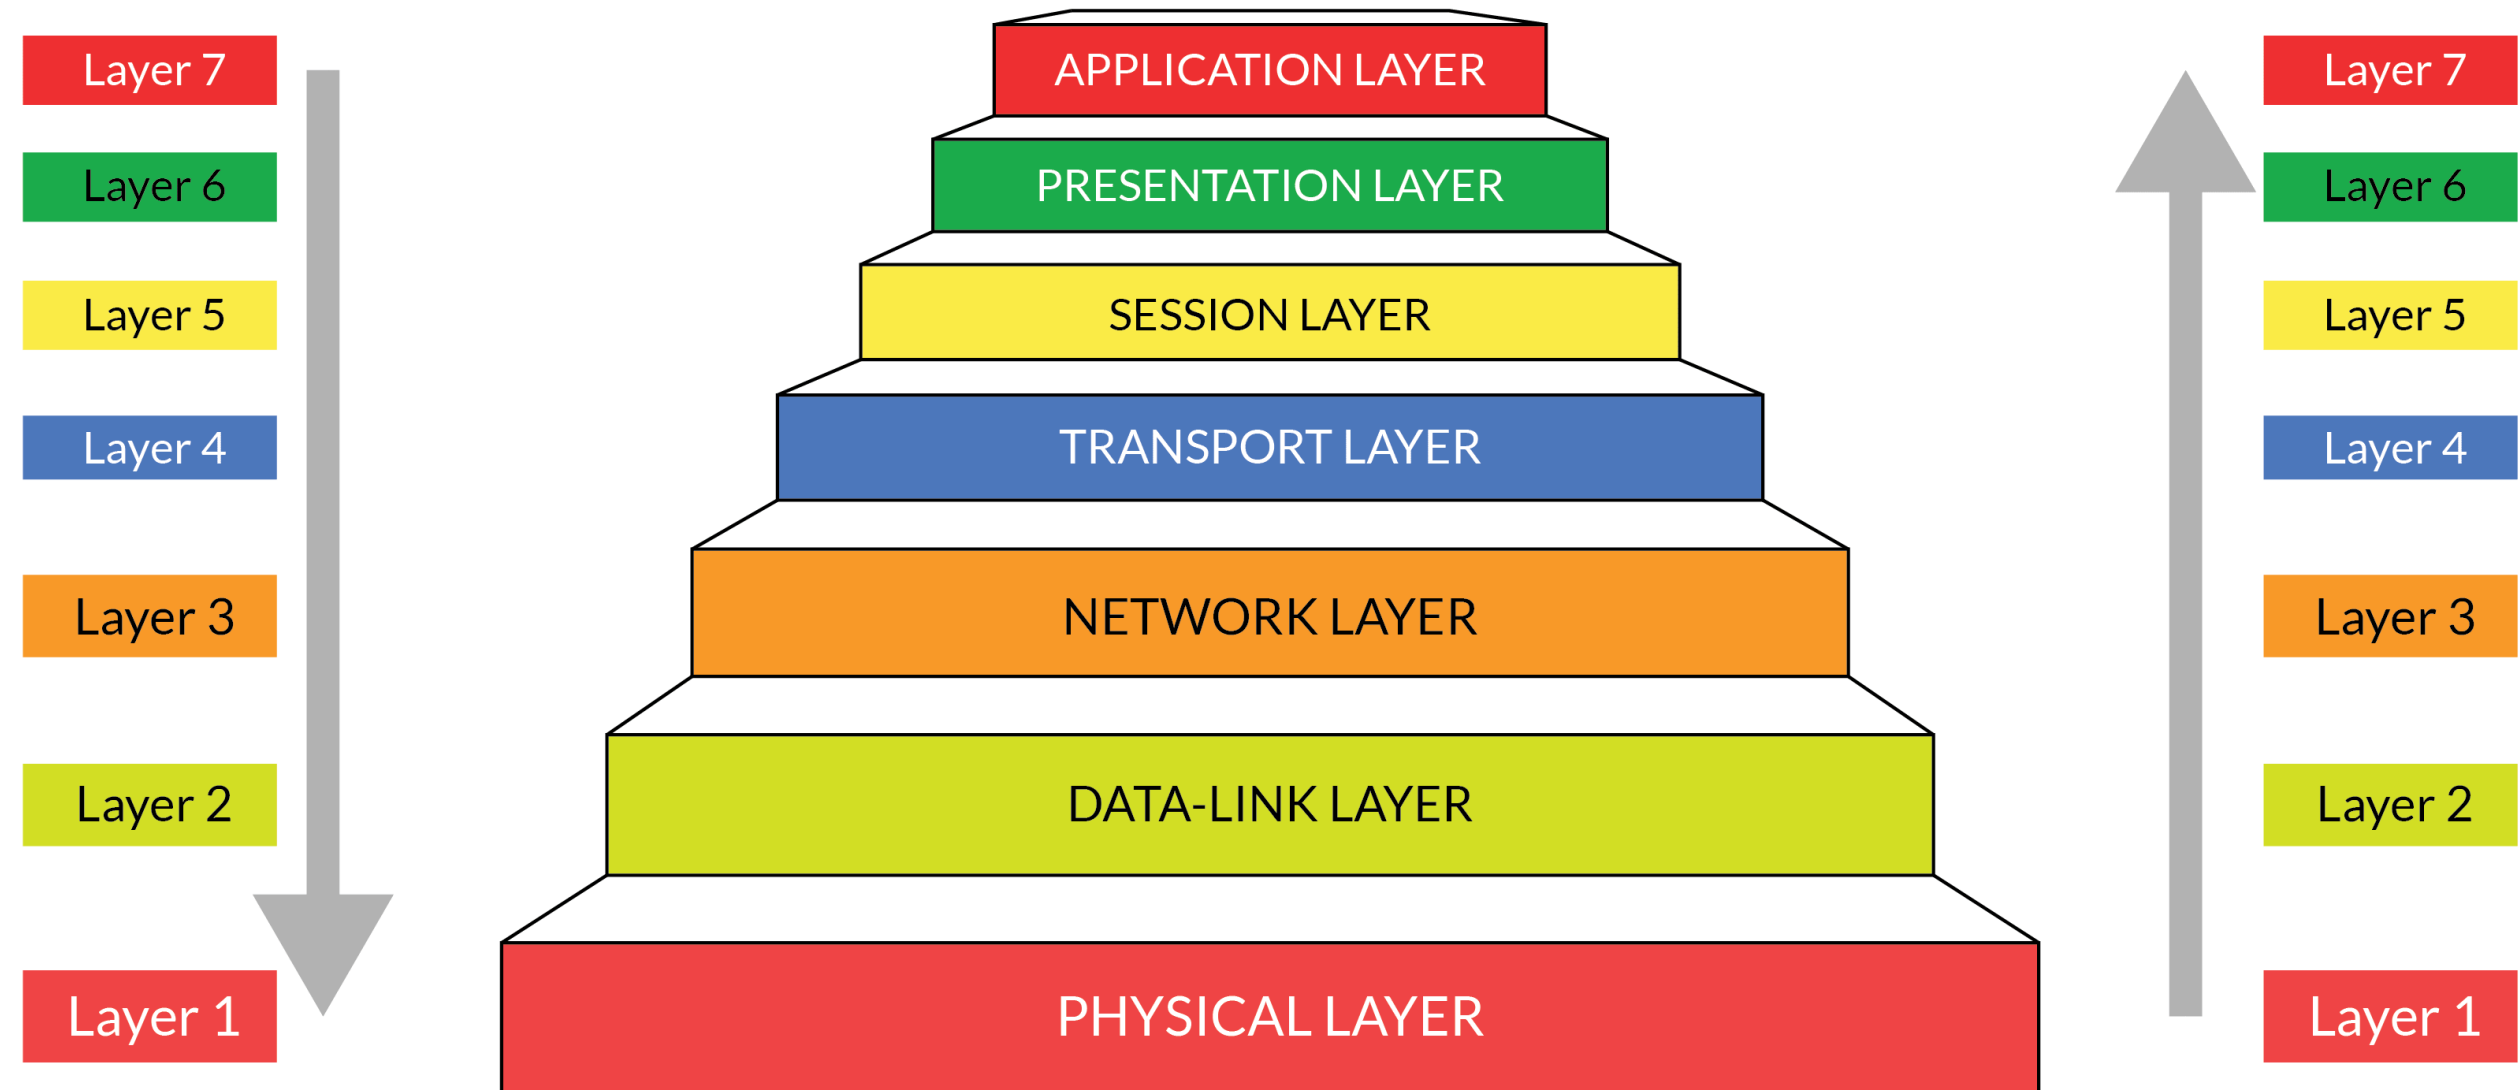 Layer 7
APPLICATION LAYER
Layer 7
Layer 6
PRESENTATION LAYER
Layer 6
Layer 5
SESSION LAYER
Layer 5
Layer 4
TRANSPORT LAYER
Layer 4
Layer 3
NETWORK LAYER
Layer 3
Layer 2
DATA-LINK LAYER
Layer 2
Layer 1
PHYSICAL LAYER
Layer 1